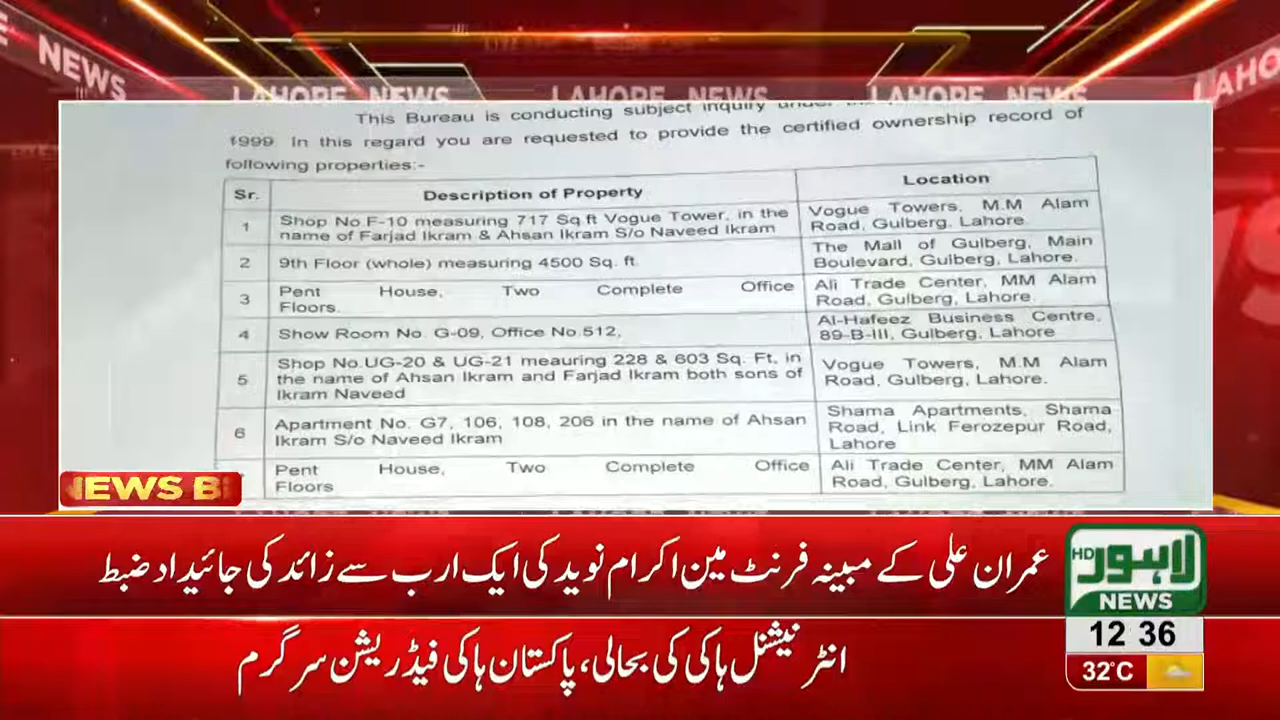 NEWS
LAHORE NEWS
LAHORE NEWS
LAHORE
This Bureau is conducting subject inquiry under the
1999. In this regard you are requested to provide the certified ownership record of
following properties:-
Sr. Description of Property Location
1 Shop No.F-10 measuring 717 Sq.ft Vogue Tower, in the Vogue Towers, M.M Alam
name of Farjad Ikram & Ahsan Ikram S/o Naveed Ikram Road, Gulberg, Lahore.
2 9th Floor (whole) measuring 4500 Sq. ft. The Mall of Gulberg, Main
Boulevard, Gulberg, Lahore.
3 Pent House, Two Complete Office Ali Trade Center, MM Alam
Floors. Road, Gulberg, Lahore.
4 Show Room No. G-09, Office No.512, Al-Hafeez Business Centre,
89-B-III, Gulberg, Lahore
5 Shop No.UG-20 & UG-21 meauring 228 & 603 Sq. Ft, in Vogue Towers, M.M Alam
the name of Ahsan Ikram and Farjad Ikram both sons of Road, Gulberg, Lahore.
Ikram Naveed
6 Apartment No. G7, 106, 108, 206 in the name of Ahsan Shama Apartments, Shama
Ikram S/o Naveed Ikram Road, Link Ferozepur Road,
Lahore
Pent House, Two Complete Office Ali Trade Center, MM Alam
Floors Road, Gulberg, Lahore.
NEWS
عمران علی کے مبینہ فرنٹ مین اکرام نوید کی ایک ارب سے زائد کی جائیداد ضبط
انٹرنیشنل ہاکی کی بحالی، پاکستان ہاکی فیڈریشن سرگرم
HD لاہور
NEWS
12 36
32°C